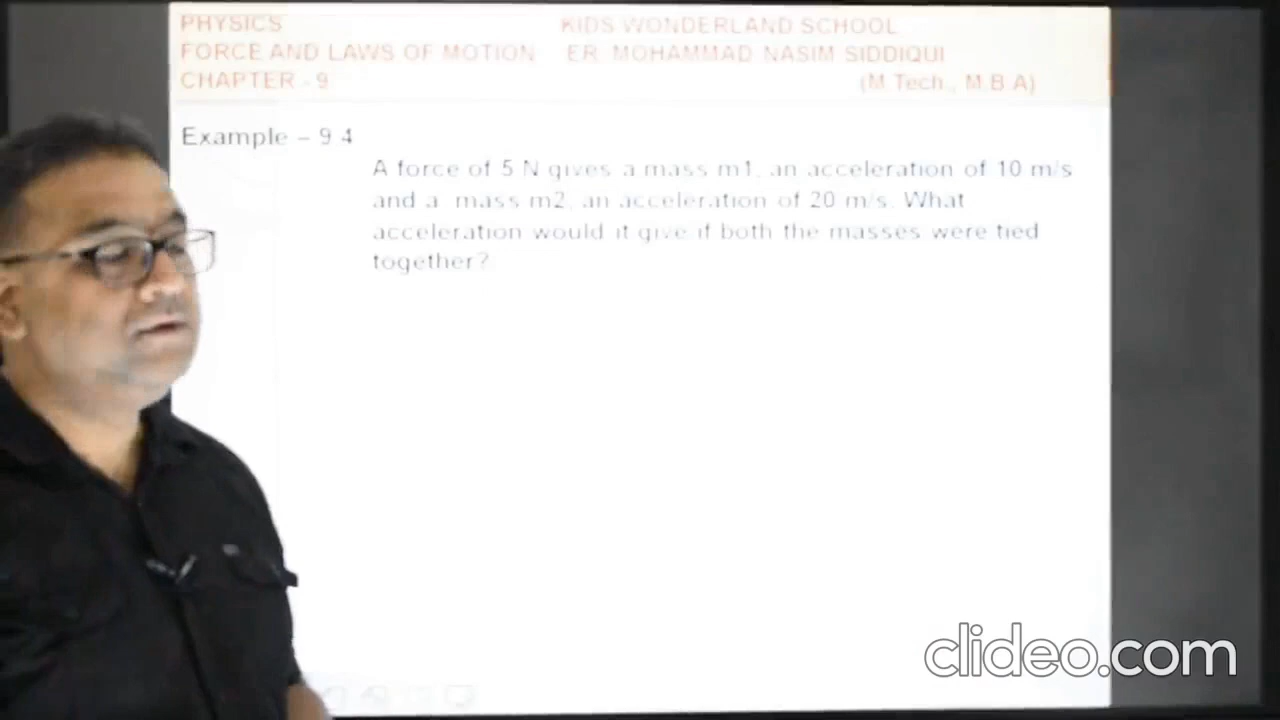 PHYSICS KIDS WONDERLAND SCHOOL
FORCE AND LAWS OF MOTION ER. MOHAMMAD NASIM SIDDIQUI
CHAPTER - 9 (M.Tech., M.B.A)
Example – 9.4
A force of 5 N gives a mass m1, an acceleration of 10 m/s
and a mass m2, an acceleration of 20 m/s. What
acceleration would it give if both the masses were tied
together?
clideo.com